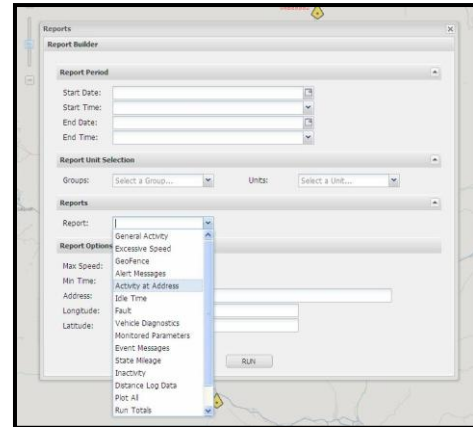 Reports
Report Builder
Report Period
Start Date:
Start Time:
End Date:
End Time:
Report Unit Selection
Groups: Select a Group... Units: Select a Unit...
Reports
Report:
General Activity
Excessive Speed
GeoFence
Alert Messages
Activity at Address
Idle Time
Fault
Vehicle Diagnostics
Monitored Parameters
Event Messages
State Mileage
Inactivity
Distance Log Data
Plot All
Run Totals
Report Options
Max Speed:
Min Time:
Address:
Longitude:
Latitude:
RUN